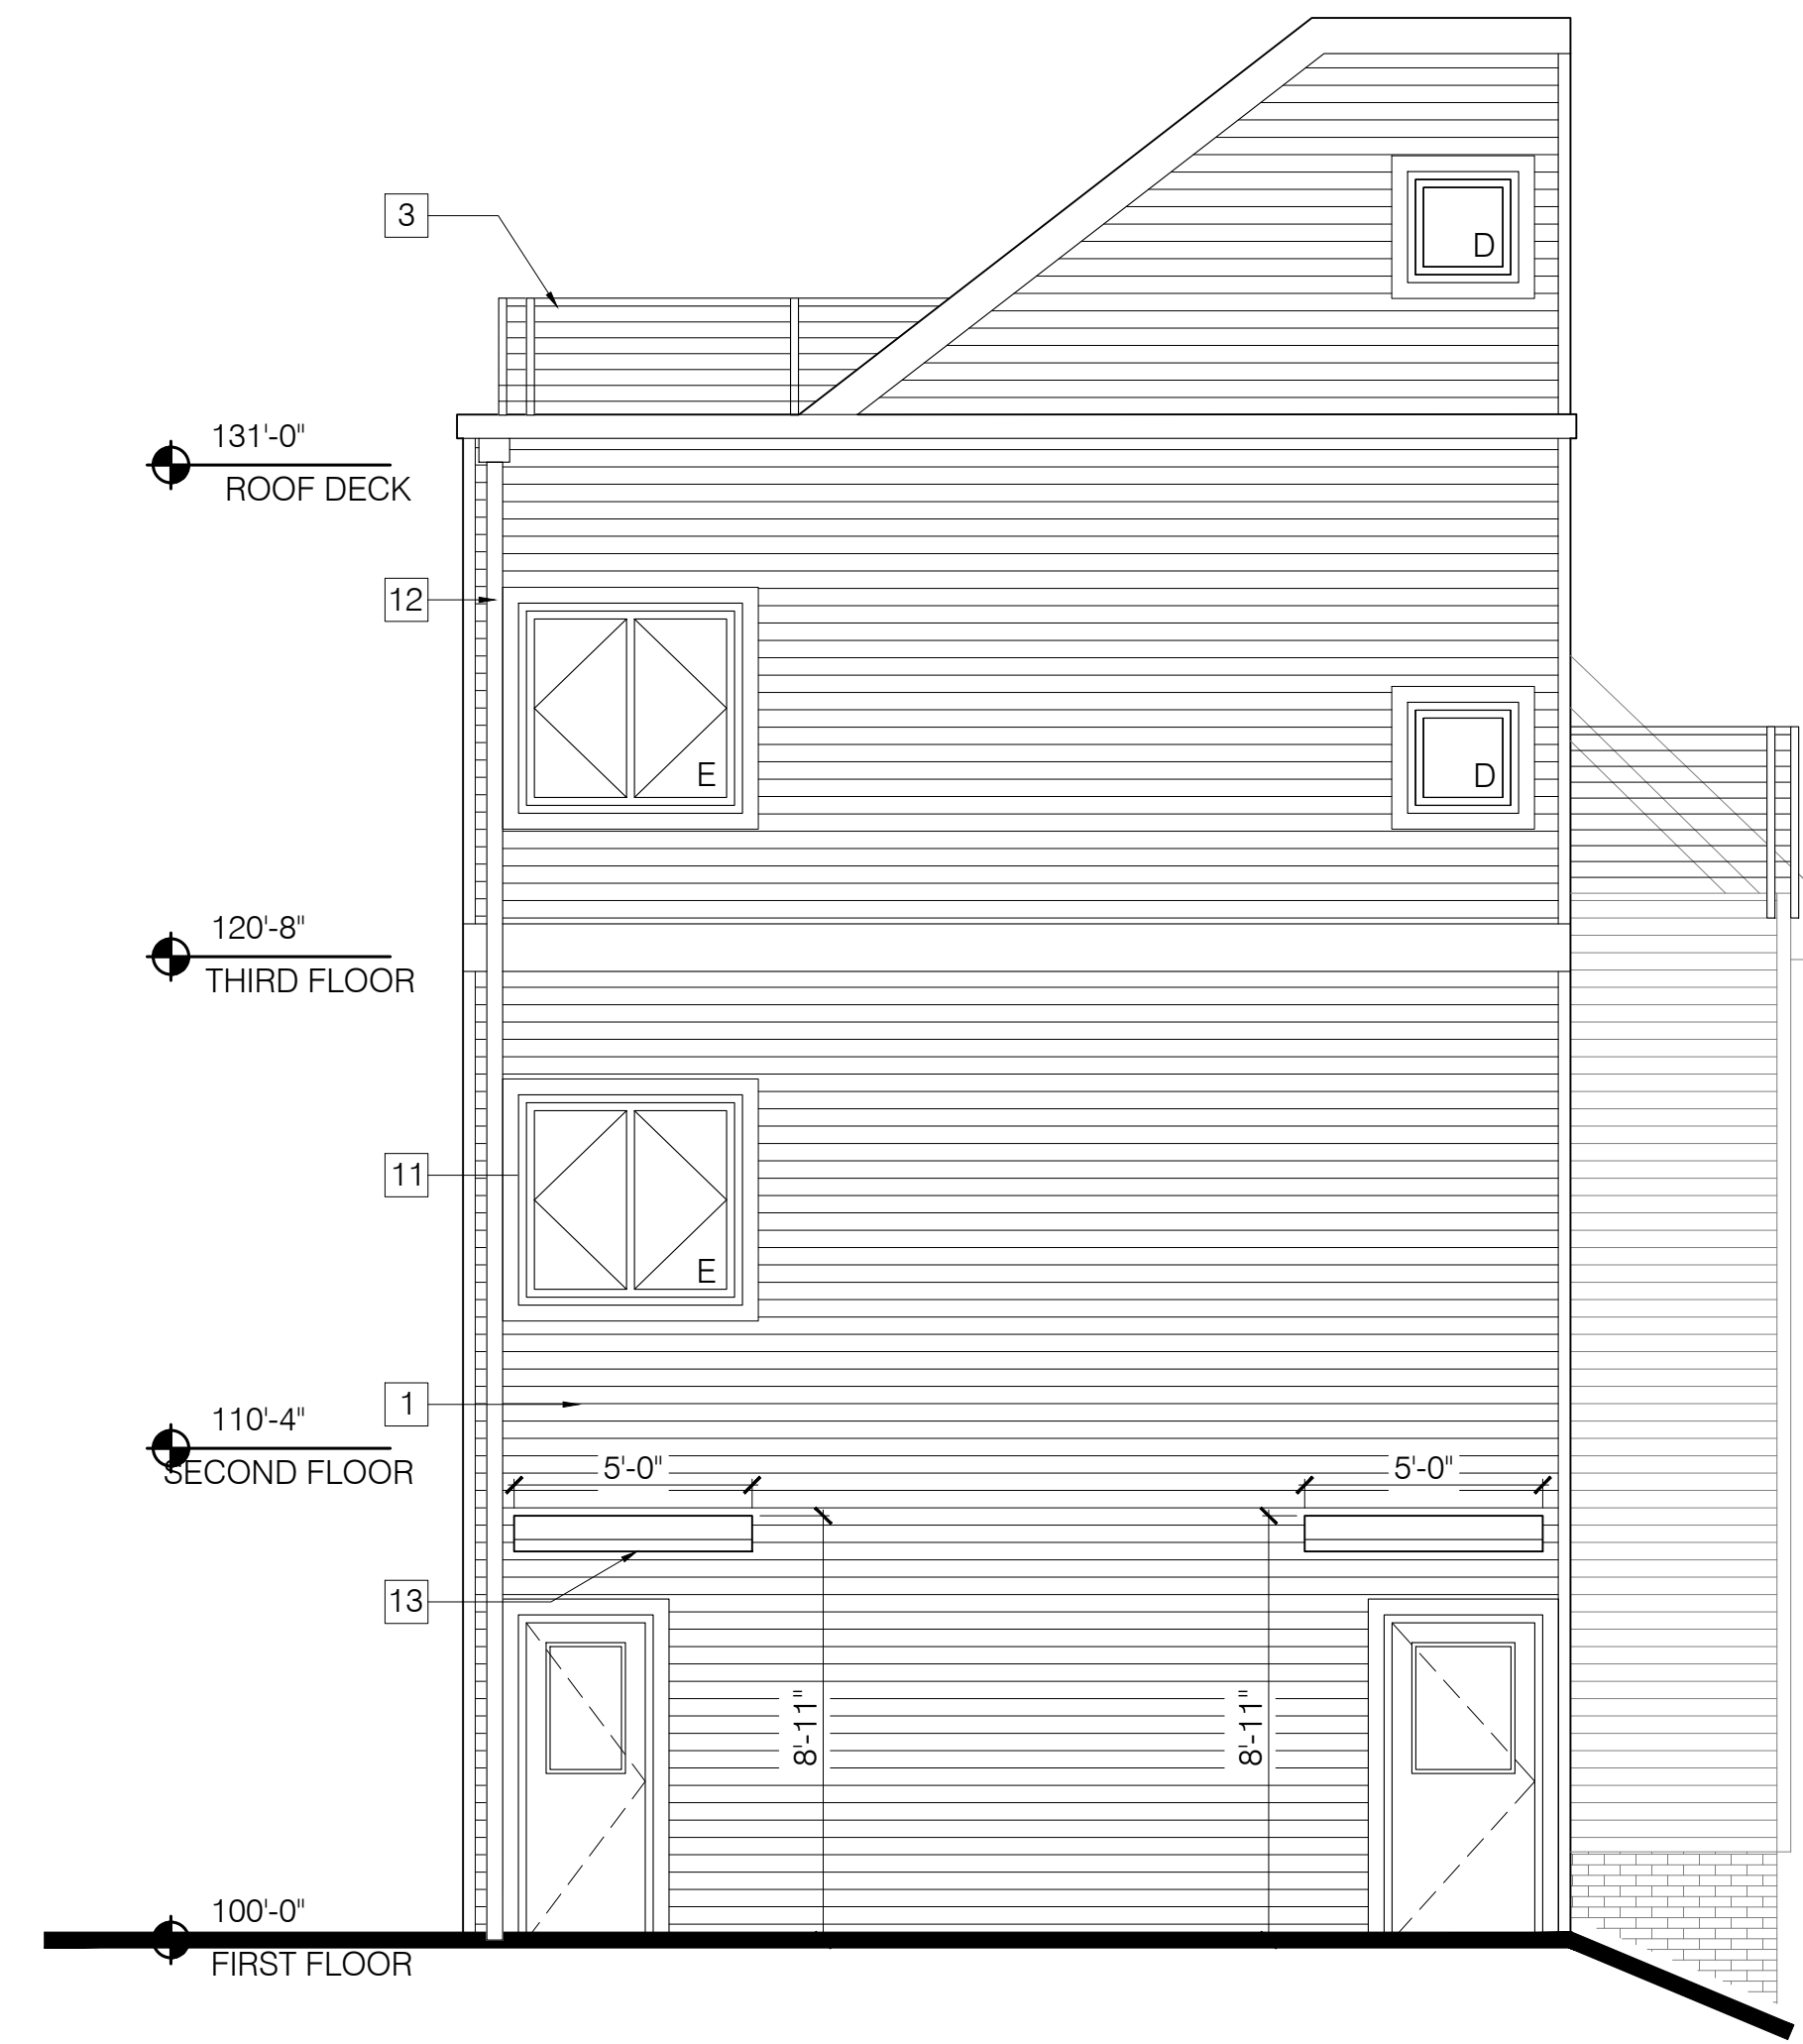 3
D
131'-0"
ROOF DECK
12
E
D
120'-8"
THIRD FLOOR
11
E
1
110'-4"
SECOND FLOOR
5'-0"
5'-0"
13
8'-11"
8'-11"
100'-0"
FIRST FLOOR